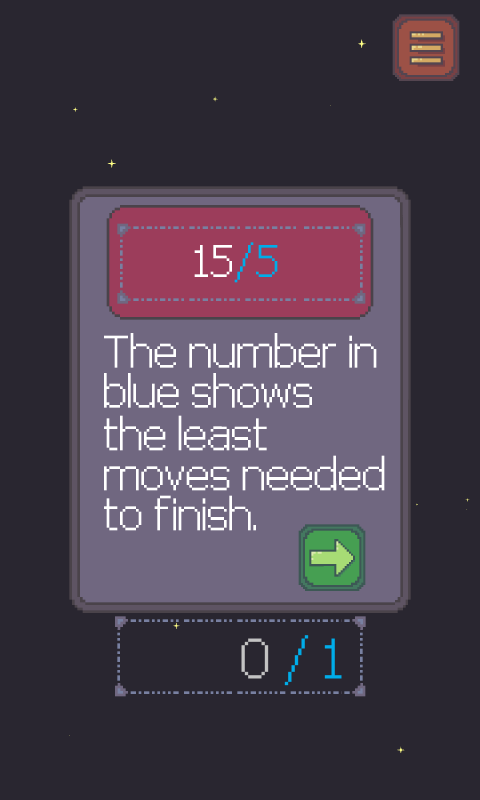 15/5
The number in
blue shows
the least
moves needed
to finish.
0/1